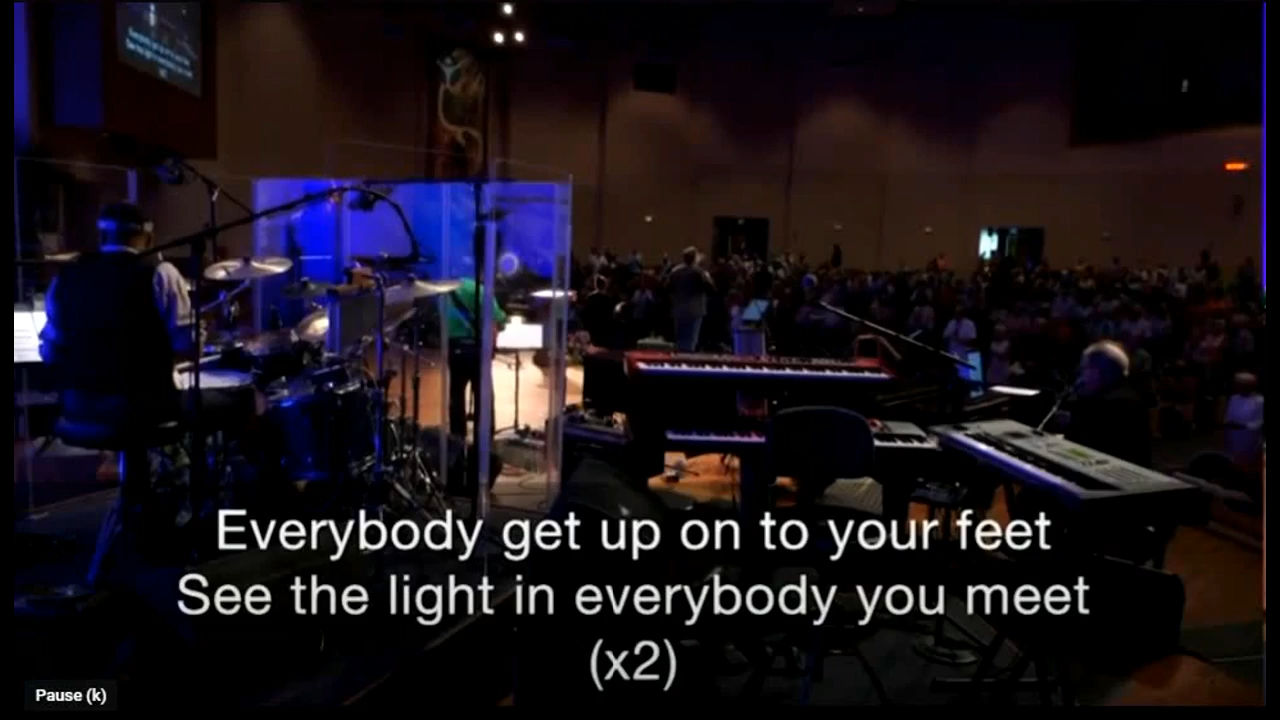 Everybody get up on to your feet
See the light in everybody you meet
(x2)
Pause (k)